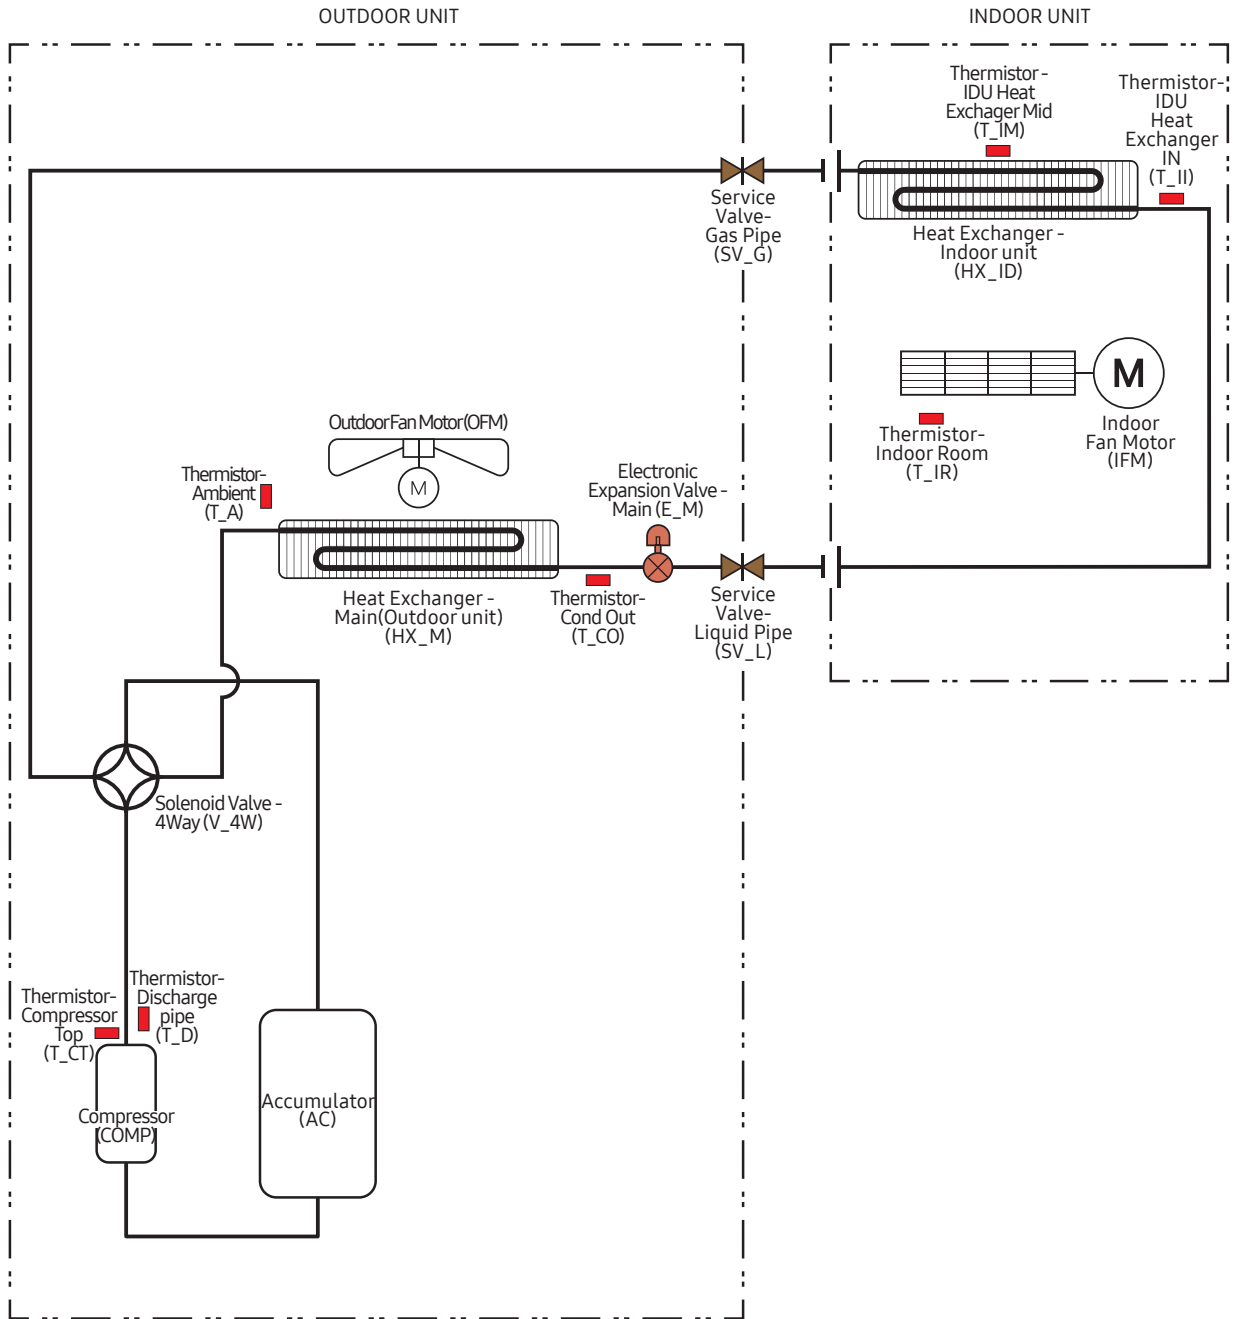 OUTDOOR UNIT
INDOOR UNIT
Thermistor -
IDU Heat
Exchager Mid
(T_IM)
Thermistor-
IDU
Heat
Exchanger
IN
(T_II)
Service
Valve-
Gas Pipe
(SV_G)
Heat Exchanger -
Indoor unit
(HX_ID)
M
Indoor
Fan Motor
(IFM)
Thermistor-
Indoor Room
(T_IR)
OutdoorFan Motor(OFM)
M
Thermistor-
Ambient
(T_A)
Electronic
Expansion Valve -
Main (E_M)
Heat Exchanger -
Main(Outdoor unit)
(HX_M)
Thermistor-
Cond Out
(T_CO)
Service
Valve-
Liquid Pipe
(SV_L)
Solenoid Valve -
4Way (V_4W)
Thermistor-
Discharge
pipe
(T_D)
Thermistor-
Compressor
Top
(T_CT)
Compressor
(COMP)
Accumulator
(AC)